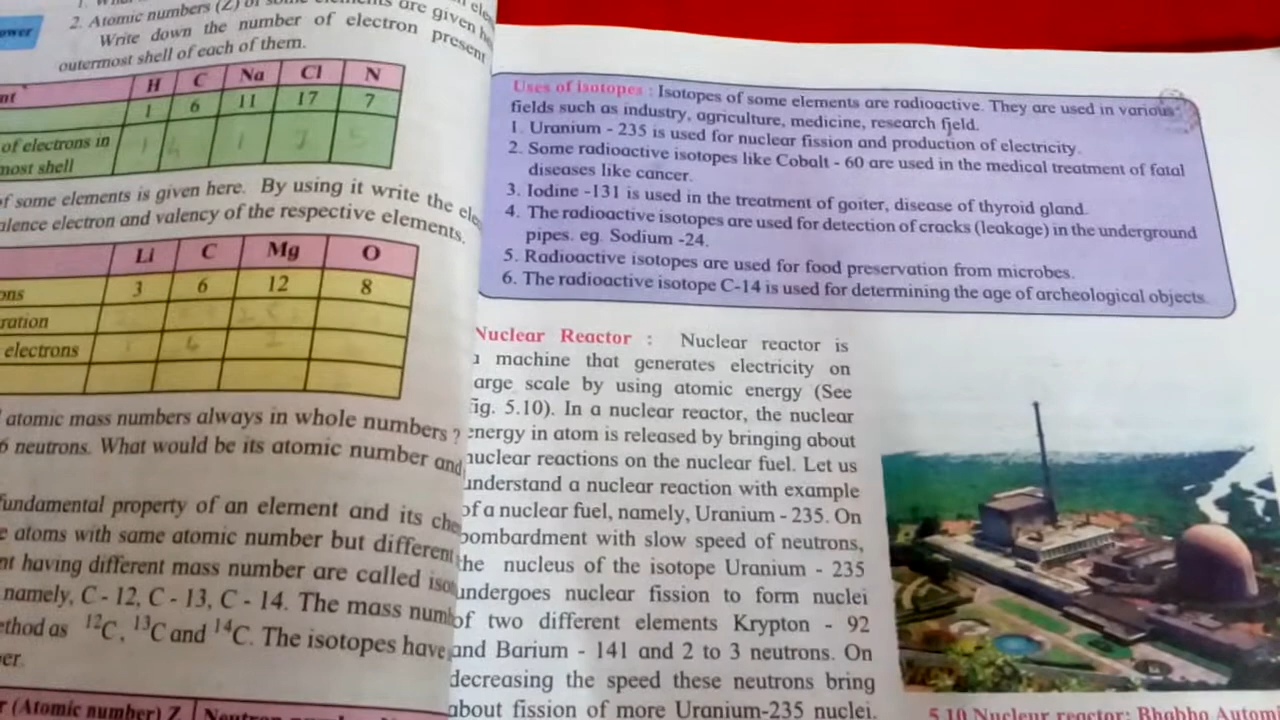 2. Atomic numbers (Z) of some elements are given
Write down the number of electron present
outermost shell of each of them.
H C Na Cl N
1 6 11 17 7
of electrons in
most shell
of some elements is given here. By using it write the
valence electron and valency of the respective elements.
Li C Mg O
3 6 12 8
electrons
atomic mass numbers always in whole numbers ?
6 neutrons. What would be its atomic number and
fundamental property of an element and its
atoms with same atomic number but different
having different mass number are called
namely, C - 12, C - 13, C - 14. The mass
as ¹²C, ¹³C and ¹⁴C. The isotopes have
(Atomic number) Z
Uses of isotopes : Isotopes of some elements are radioactive. They are used in various
fields such as industry, agriculture, medicine, research field.
1. Uranium - 235 is used for nuclear fission and production of electricity.
2. Some radioactive isotopes like Cobalt - 60 are used in the medical treatment of fatal
diseases like cancer.
3. Iodine -131 is used in the treatment of goiter, disease of thyroid gland.
4. The radioactive isotopes are used for detection of cracks (leakage) in the underground
pipes. eg. Sodium -24.
5. Radioactive isotopes are used for food preservation from microbes.
6. The radioactive isotope C-14 is used for determining the age of archeological objects.
Nuclear Reactor : Nuclear reactor is
a machine that generates electricity on
large scale by using atomic energy (See
fig. 5.10). In a nuclear reactor, the nuclear
energy in atom is released by bringing about
nuclear reactions on the nuclear fuel. Let us
understand a nuclear reaction with example
of a nuclear fuel, namely, Uranium - 235. On
bombardment with slow speed of neutrons,
the nucleus of the isotope Uranium - 235
undergoes nuclear fission to form nuclei
of two different elements Krypton - 92
and Barium - 141 and 2 to 3 neutrons. On
decreasing the speed these neutrons bring
about fission of more Uranium-235 nuclei.
5.10 Nuclear reactor: Bhabha